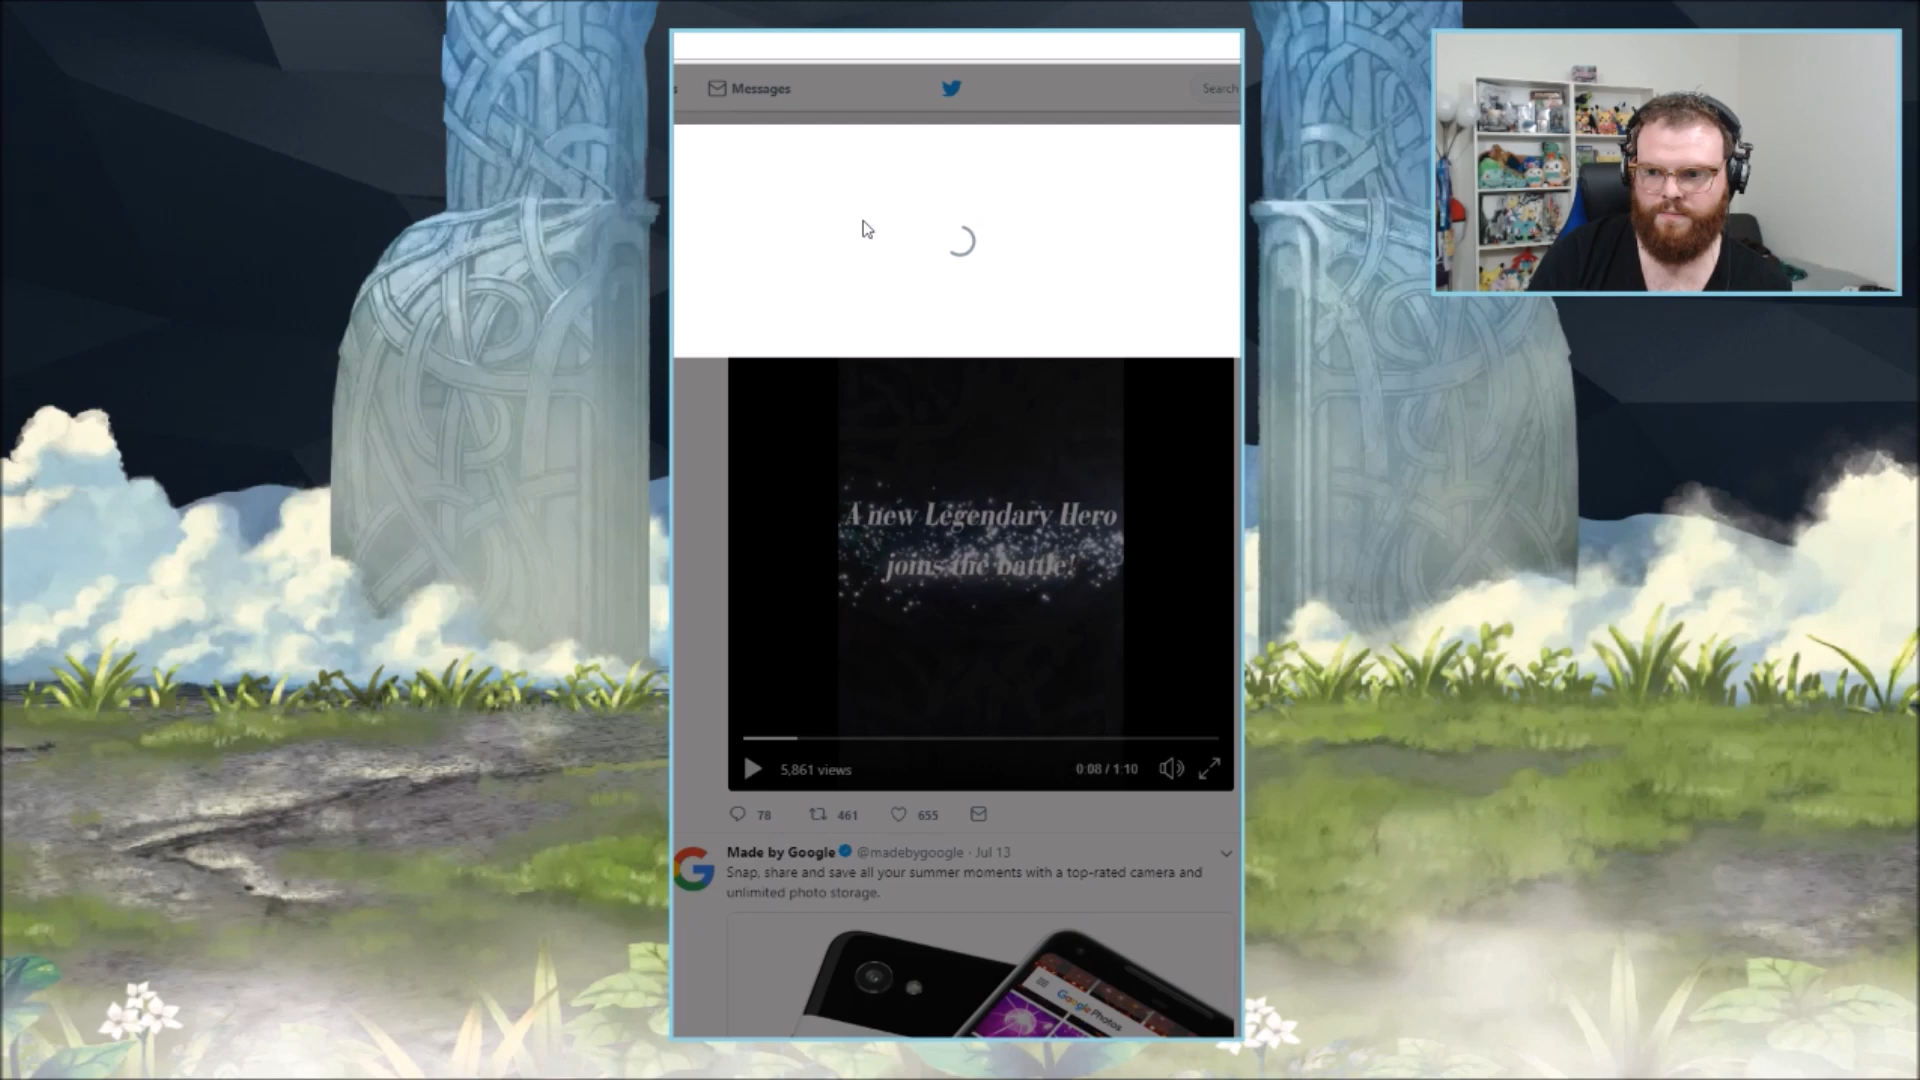 s
Messages
Search
A new Legendary Hero
joins the battle!
5,861 views
0:08 / 1:10
78
461
655
Made by Google @madebygoogle · Jul 13
Snap, share and save all your summer moments with a top-rated camera and
unlimited photo storage.
Google Photos